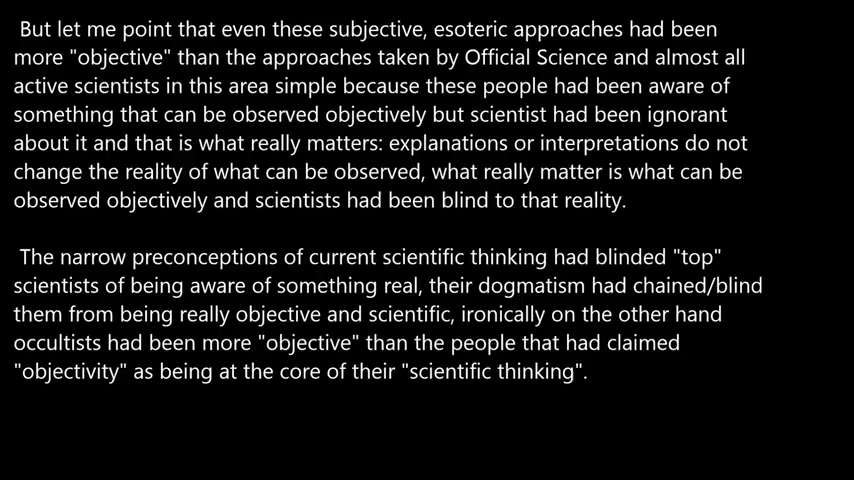 But let me point that even these subjective, esoteric approaches had been
more "objective" than the approaches taken by Official Science and almost all
active scientists in this area simple because these people had been aware of
something that can be observed objectively but scientist had been ignorant
about it and that is what really matters: explanations or interpretations do not
change the reality of what can be observed, what really matter is what can be
observed objectively and scientists had been blind to that reality.
The narrow preconceptions of current scientific thinking had blinded "top"
scientists of being aware of something real, their dogmatism had chained/blind
them from being really objective and scientific, ironically on the other hand
occultists had been more "objective" than the people that had claimed
"objectivity" as being at the core of their "scientific thinking".